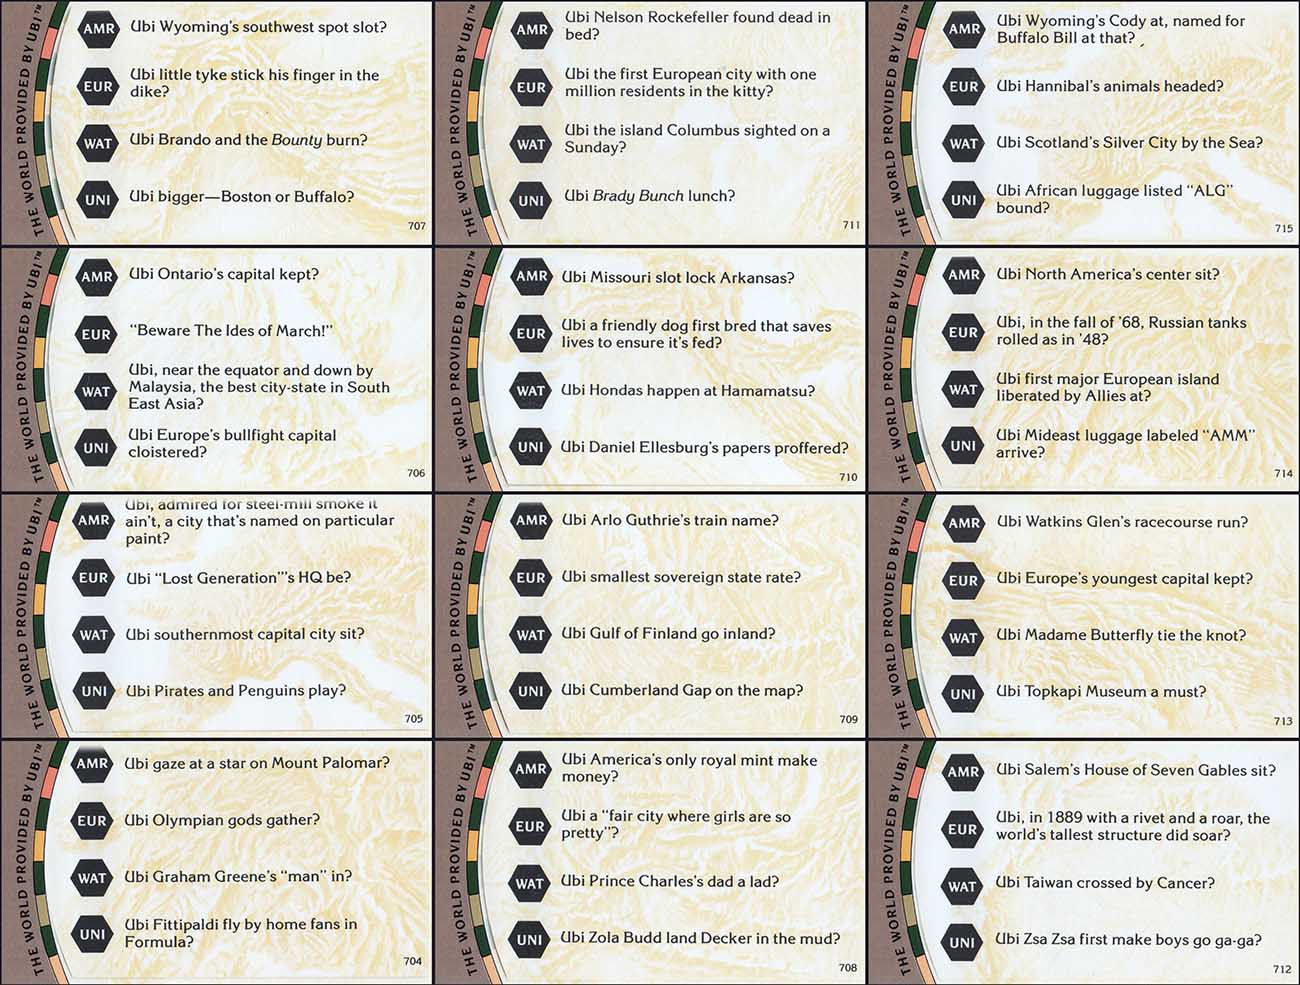 THE WORLD PROVIDED BY UBI™
AMR Ubi Wyoming's southwest spot slot?
EUR Ubi little tyke stick his finger in the
dike?
WAT Ubi Brando and the Bounty burn?
UNI Ubi bigger—Boston or Buffalo?
707
THE WORLD PROVIDED BY UBI™
AMR Ubi Nelson Rockefeller found dead in
bed?
EUR Ubi the first European city with one
million residents in the kitty?
WAT Ubi the island Columbus sighted on a
Sunday?
UNI Ubi Brady Bunch lunch?
711
THE WORLD PROVIDED BY UBI™
AMR Ubi Wyoming's Cody at, named for
Buffalo Bill at that?
EUR Ubi Hannibal's animals headed?
WAT Ubi Scotland's Silver City by the Sea?
UNI Ubi African luggage listed “ALG”
bound?
715
THE WORLD PROVIDED BY UBI™
AMR Ubi Ontario's capital kept?
EUR “Beware The Ides of March!”
WAT Ubi, near the equator and down by
Malaysia, the best city-state in South
East Asia?
UNI Ubi Europe's bullfight capital
cloistered?
706
THE WORLD PROVIDED BY UBI™
AMR Ubi Missouri slot lock Arkansas?
EUR Ubi a friendly dog first bred that saves
lives to ensure it's fed?
WAT Ubi Hondas happen at Hamamatsu?
UNI Ubi Daniel Ellesburg's papers proffered?
710
THE WORLD PROVIDED BY UBI™
AMR Ubi North America's center sit?
EUR Ubi, in the fall of '68, Russian tanks
rolled as in '48?
WAT Ubi first major European island
liberated by Allies at?
UNI Ubi Mideast luggage labeled “AMM”
arrive?
714
THE WORLD PROVIDED BY UBI™
AMR Ubi, admired for steel-mill smoke it
ain't, a city that's named on particular
paint?
EUR Ubi “Lost Generation”'s HQ be?
WAT Ubi southernmost capital city sit?
UNI Ubi Pirates and Penguins play?
705
THE WORLD PROVIDED BY UBI™
AMR Ubi Arlo Guthrie's train name?
EUR Ubi smallest sovereign state rate?
WAT Ubi Gulf of Finland go inland?
UNI Ubi Cumberland Gap on the map?
709
THE WORLD PROVIDED BY UBI™
AMR Ubi Watkins Glen's racecourse run?
EUR Ubi Europe's youngest capital kept?
WAT Ubi Madame Butterfly tie the knot?
UNI Ubi Topkapi Museum a must?
713
THE WORLD PROVIDED BY UBI™
AMR Ubi gaze at a star on Mount Palomar?
EUR Ubi Olympian gods gather?
WAT Ubi Graham Greene's “man” in?
UNI Ubi Fittipaldi fly by home fans in
Formula?
704
THE WORLD PROVIDED BY UBI™
AMR Ubi America's only royal mint make
money?
EUR Ubi a “fair city where girls are so
pretty”?
WAT Ubi Prince Charles's dad a lad?
UNI Ubi Zola Budd land Decker in the mud?
708
THE WORLD PROVIDED BY UBI™
AMR Ubi Salem's House of Seven Gables sit?
EUR Ubi, in 1889 with a rivet and a roar, the
world's tallest structure did soar?
WAT Ubi Taiwan crossed by Cancer?
UNI Ubi Zsa Zsa first make boys go ga-ga?
712